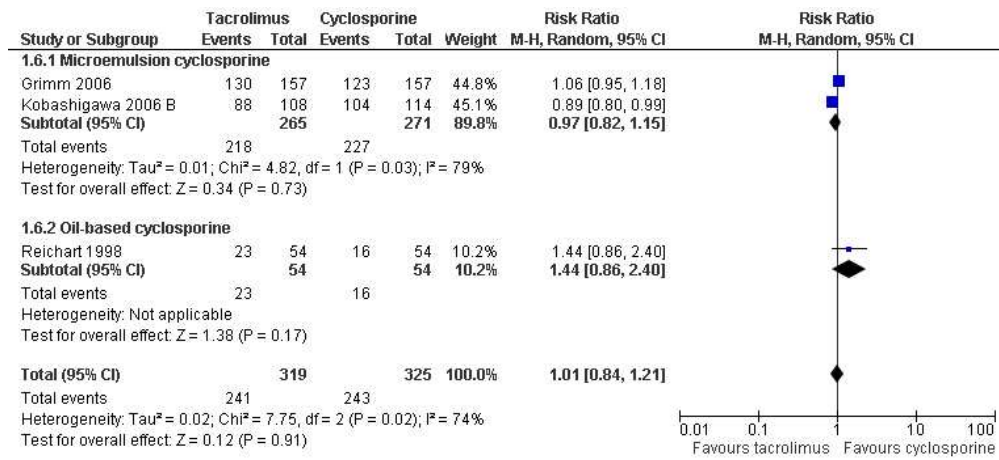 Tacrolimus Cyclosporine Risk Ratio Risk Ratio
Study or Subgroup Events Total Events Total Weight M-H, Random, 95% CI M-H, Random, 95% CI
1.6.1 Microemulsion cyclosporine
Grimm 2006 130 157 123 157 44.8% 1.06 [0.95, 1.18]
Kobashigawa 2006 B 88 108 104 114 45.1% 0.89 [0.80, 0.99]
Subtotal (95% CI) 265 271 89.8% 0.97 [0.82, 1.15]
Total events 218 227
Heterogeneity: Tau² = 0.01; Chi² = 4.82, df = 1 (P = 0.03); I² = 79%
Test for overall effect: Z = 0.34 (P = 0.73)
1.6.2 Oil-based cyclosporine
Reichart 1998 23 54 16 54 10.2% 1.44 [0.86, 2.40]
Subtotal (95% CI) 54 54 10.2% 1.44 [0.86, 2.40]
Total events 23 16
Heterogeneity: Not applicable
Test for overall effect: Z = 1.38 (P = 0.17)
Total (95% CI) 319 325 100.0% 1.01 [0.84, 1.21]
Total events 241 243
Heterogeneity: Tau² = 0.02; Chi² = 7.75, df = 2 (P = 0.02); I² = 74%
Test for overall effect: Z = 0.12 (P = 0.91)
0.01 0.1 1 10 100
Favours tacrolimus Favours cyclosporine